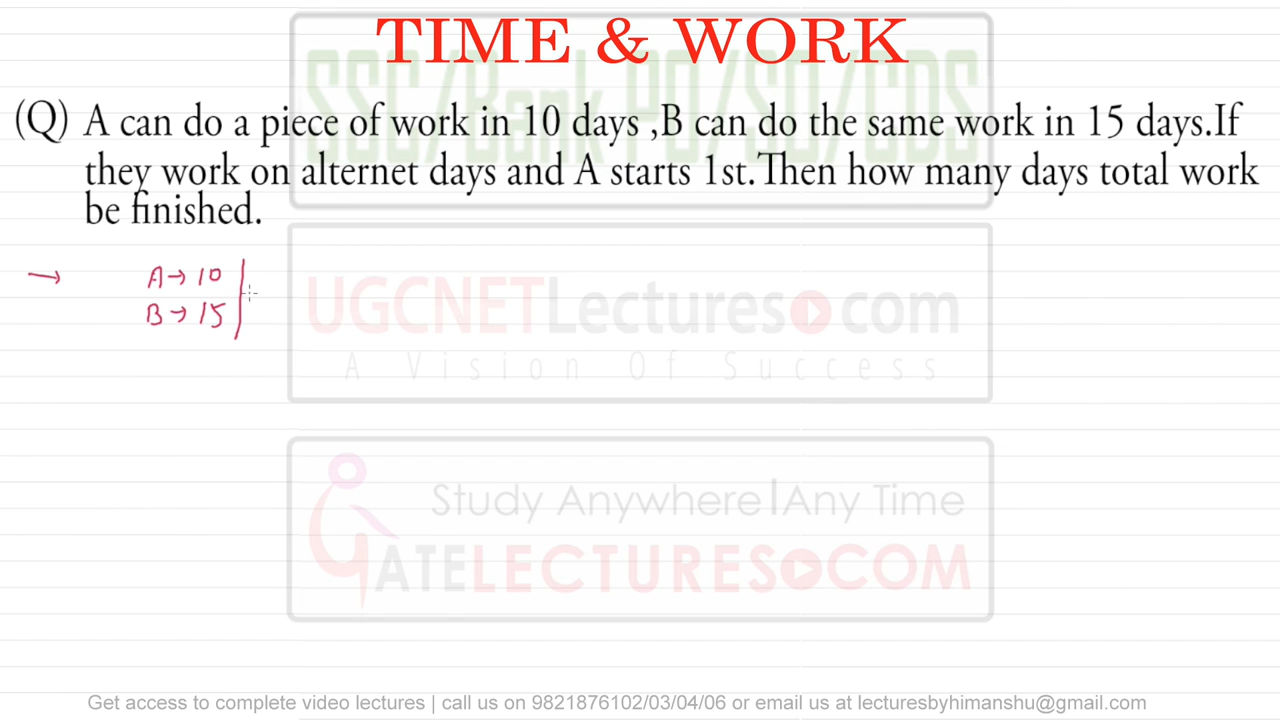 TIME & WORK
SSC/Bank PO/SO/CDS
(Q) A can do a piece of work in 10 days ,B can do the same work in 15 days.If
they work on alternet days and A starts 1st.Then how many days total work
be finished.
→ A→ 10
B→ 15
UGCNETLectures.com
A Vision Of Success
Study Anywhere|Any Time
GATELECTURES.COM
Get access to complete video lectures | call us on 9821876102/03/04/06 or email us at lecturesbyhimanshu@gmail.com